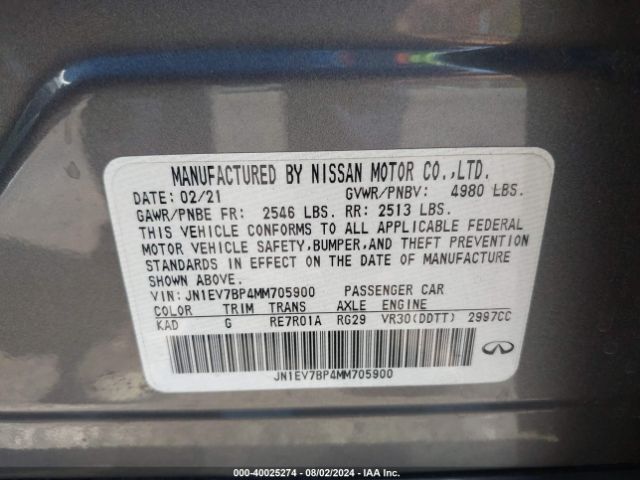 MANUFACTURED BY NISSAN MOTOR CO.,LTD.
DATE: 02/21 GVWR/PNBV: 4980 LBS.
GAWR/PNBE FR: 2546 LBS. RR: 2513 LBS.
THIS VEHICLE CONFORMS TO ALL APPLICABLE FEDERAL
MOTOR VEHICLE SAFETY,BUMPER,AND THEFT PREVENTION
STANDARDS IN EFFECT ON THE DATE OF MANUFACTURE
SHOWN ABOVE.
VIN: JN1EV7BP4MM705900 PASSENGER CAR
COLOR TRIM TRANS AXLE ENGINE
KAD G RE7R01A RG29 VR30(DDTT) 2997CC
JN1EV7BP4MM705900
INFINITI
000-40025274 - 08/02/2024 - IAA Inc.